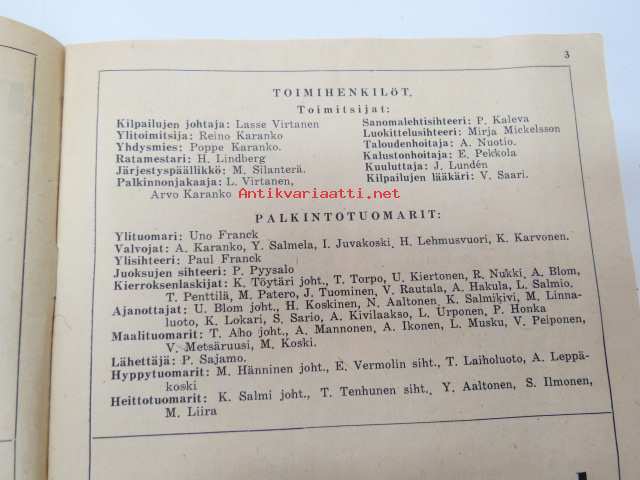 3
TOIMIHENKILÖT,
Toimitsijat:
Kilpailujen johtaja: Lasse Virtanen
Ylitoimitsija: Reino Karanko
Yhdysmies: Poppe Karanko.
Ratamestari: H. Lindberg
Järjestyspäällikkö: M. Silanterä.
Palkinnonjakaja: L. Virtanen,
Arvo Karanko
Sanomalehtisihteeri: P. Kaleva
Luokittelusihteeri: Mirja Mickelsson
Taloudenhoitaja: A. Nuotio.
Kalustonhoitaja: E. Pekkola
Kuuluttaja: J. Lundén
Kilpailujen lääkäri: V. Saari.
Antikvariaatti.net
PALKINTOTUOMARIT:
Ylituomari: Uno Franck
Valvojat: A. Karanko, Y. Salmela, I. Juvakoski, H. Lehmusvuori, K. Karvonen.
Ylisihteeri: Paul Franck
Juoksujen sihteeri: P. Pyysalo
Kierroksenlaskijat: K. Töytäri joht., T. Torpo, U. Kiertonen, R. Nukki, A. Blom,
T. Penttilä, M. Patero, J. Tuominen, V. Rautala, A. Hakula, L. Salmio.
Ajanottajat: U. Blom joht., H. Koskinen, N. Aaltonen, K. Salmikivi, M. Linna-
luoto, K. Lokari, S. Sario, A. Kivilaakso, L. Urponen, P. Honka
Maalituomarit: T. Aho joht., A. Mannonen, A. Ikonen, L. Musku, V. Peiponen,
V. Metsäruusi, M. Koski.
Lähettäjä: P. Sajamo.
Hyppytuomarit: M. Hänninen joht., E. Vermolin siht., T. Laiholuoto, A. Leppä-
koski
Heittotuomarit: K. Salmi joht., T. Tenhunen siht., Y. Aaltonen, S. Ilmonen,
M. Liira